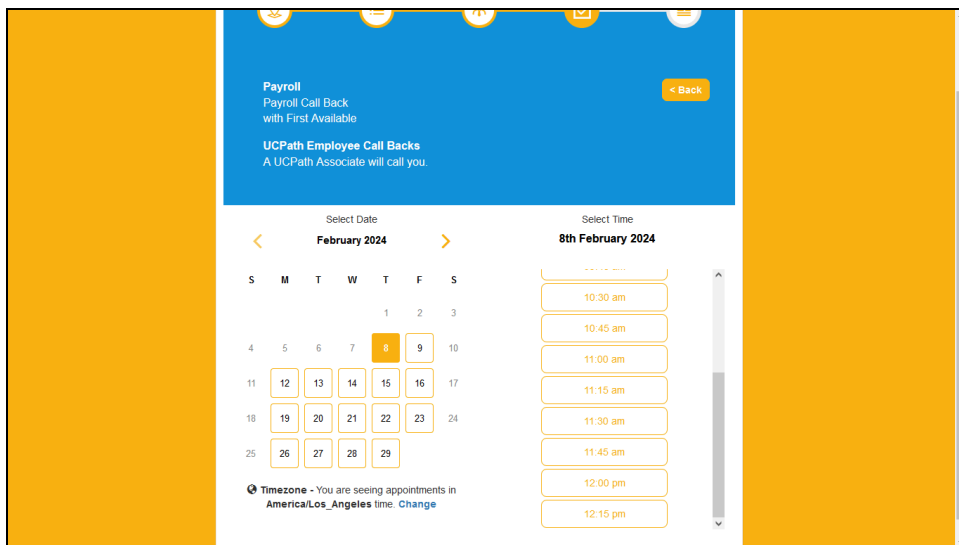 Payroll
Payroll Call Back
with First Available
< Back
UCPath Employee Call Backs
A UCPath Associate will call you.
Select Date
February 2024
S M T W T F S
1 2 3
4 5 6 7 8 9 10
11 12 13 14 15 16 17
18 19 20 21 22 23 24
25 26 27 28 29
Timezone - You are seeing appointments in
America/Los_Angeles time. Change
Select Time
8th February 2024
10:30 am
10:45 am
11:00 am
11:15 am
11:30 am
11:45 am
12:00 pm
12:15 pm